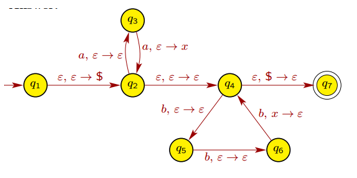 q3
a, ε → ε
a, ε → x
ε, ε → $
ε, ε → ε
ε, $ → ε
q1
q2
q4
q7
b, ε → ε
b, x → ε
q5
q6
b, ε → ε